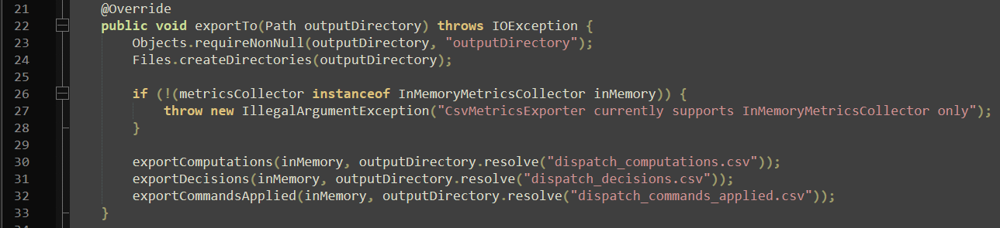 21 @Override
22 public void exportTo(Path outputDirectory) throws IOException {
23 Objects.requireNonNull(outputDirectory, "outputDirectory");
24 Files.createDirectories(outputDirectory);
25
26 if (!(metricsCollector instanceof InMemoryMetricsCollector inMemory)) {
27 throw new IllegalArgumentException("CsvMetricsExporter currently supports InMemoryMetricsCollector only");
28 }
29
30 exportComputations(inMemory, outputDirectory.resolve("dispatch_computations.csv"));
31 exportDecisions(inMemory, outputDirectory.resolve("dispatch_decisions.csv"));
32 exportCommandsApplied(inMemory, outputDirectory.resolve("dispatch_commands_applied.csv"));
33 }